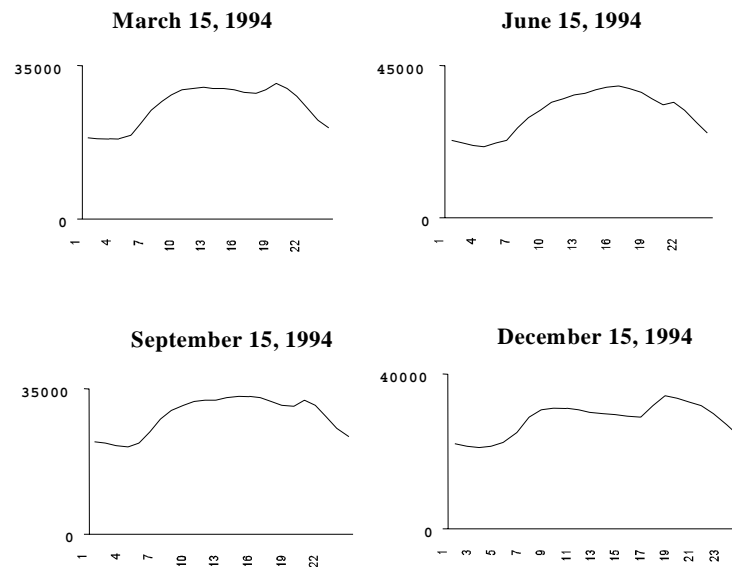 March 15, 1994
35000
0
1 4 7 10 13 16 19 22
June 15, 1994
45000
0
1 4 7 10 13 16 19 22
September 15, 1994
35000
0
1 4 7 10 13 16 19 22
December 15, 1994
40000
0
1 3 5 7 9 11 13 15 17 19 21 23